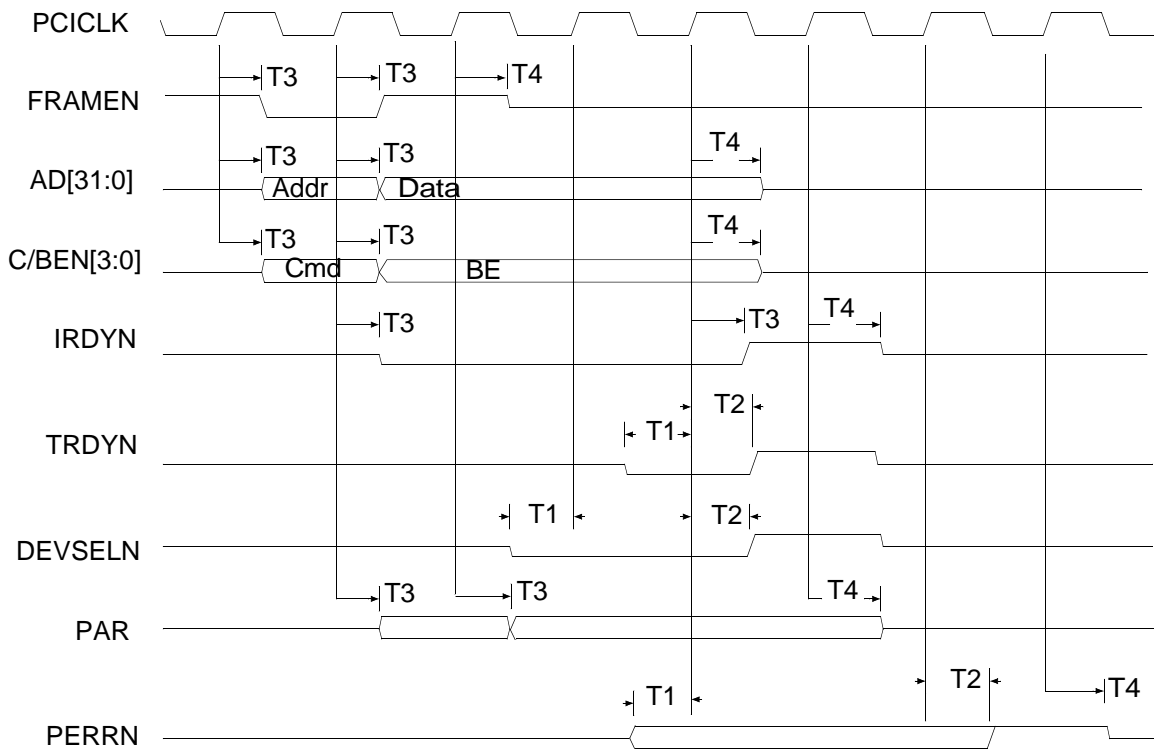 PCICLK
T3 T3 T4
FRAMEN
T3 T3 T4
AD[31:0]
Addr Data
T3 T3 T4
C/BEN[3:0]
Cmd BE
T3 T3 T4
IRDYN
T1 T2
TRDYN
T1 T2
DEVSELN
T3 T3 T4
PAR
T1 T2 T4
PERRN